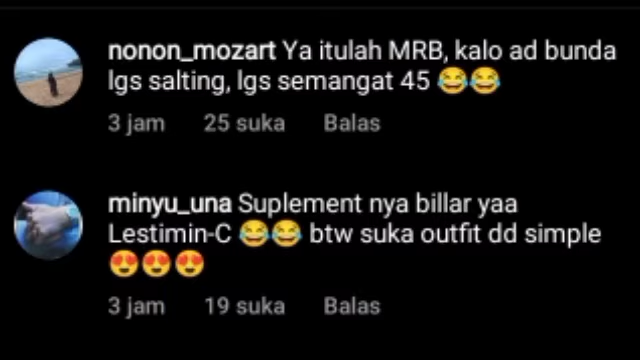 nonon_mozart Ya itulah MRB, kalo ad bunda
lgs salting, lgs semangat 45 😂😂
3 jam 25 suka Balas
minyu_una Suplement nya billar yaa
Lestimin-C 😂😂 btw suka outfit dd simple
😍😍😍
3 jam 19 suka Balas